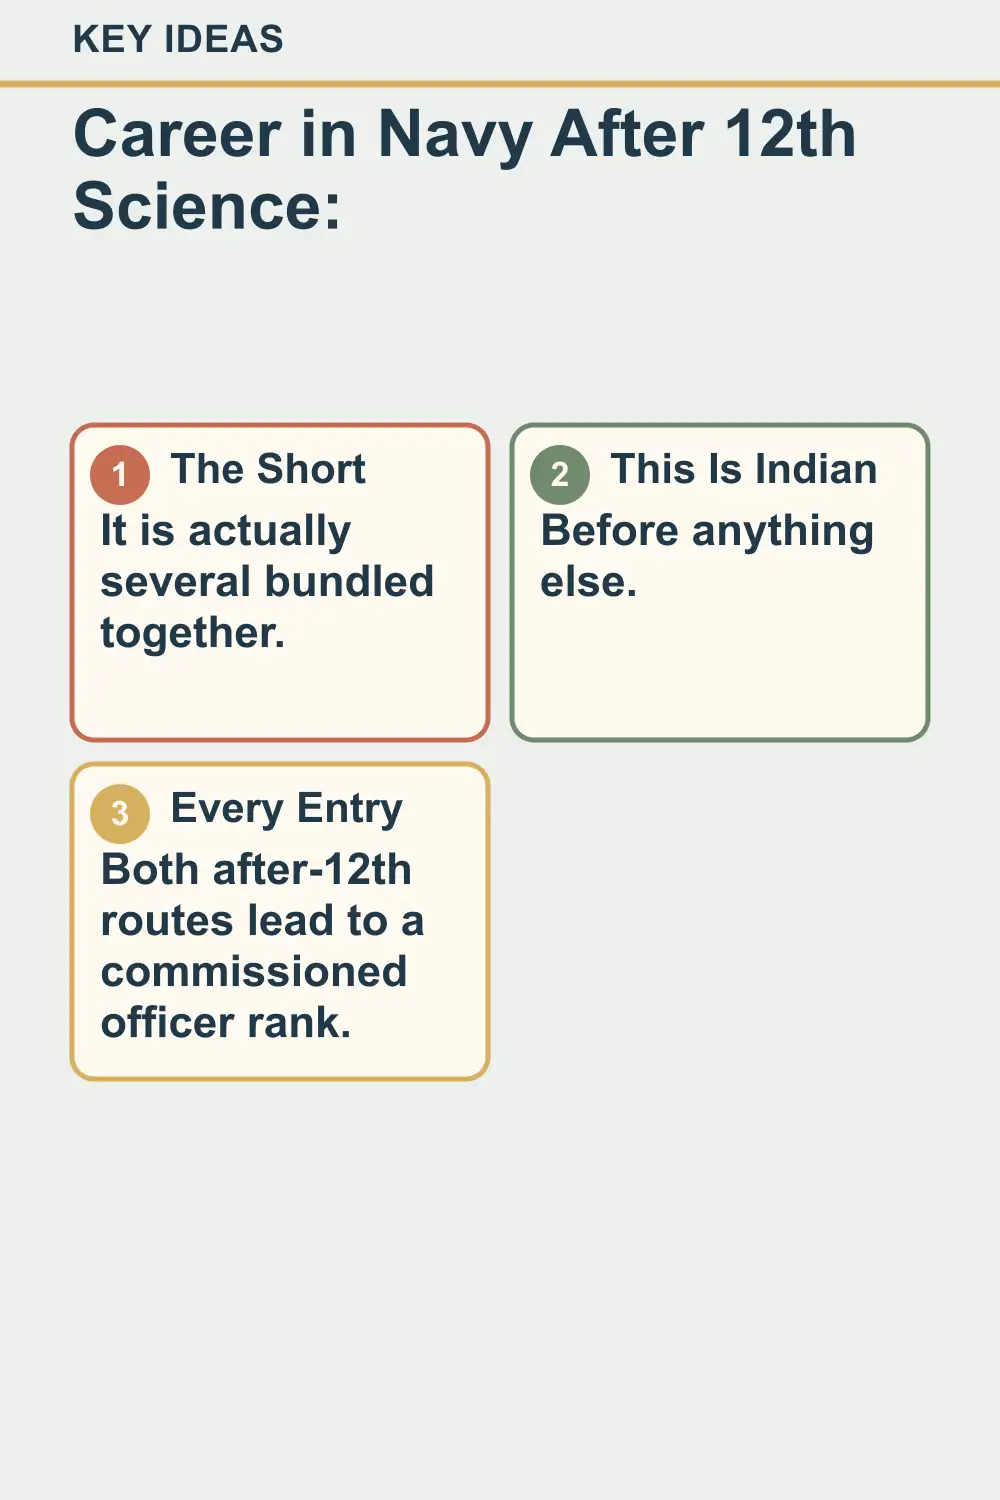 KEY IDEAS
Career in Navy After 12th
Science:
1 The Short
It is actually
several bundled
together.
2 This Is Indian
Before anything
else.
3 Every Entry
Both after-12th
routes lead to a
commissioned
officer rank.